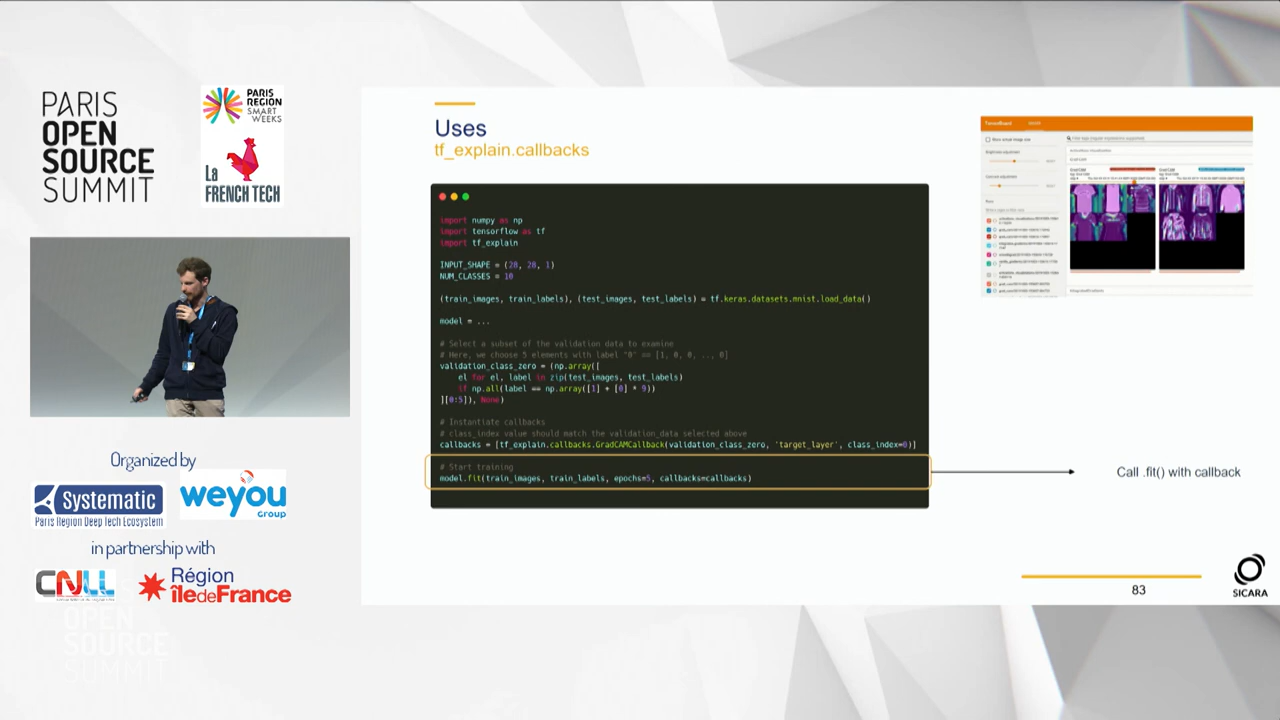 PARIS
OPEN
SOURCE
SUMMIT
PARIS
REGION
SMART
WEEKS
La
FRENCH TECH
Organized by
Systematic
Paris Region Deep Tech Ecosystem
weyou
Group
in partnership with
CNLL
Région
îledeFrance
OPEN
SOURCE
SUMMIT
Uses
tf_explain.callbacks
import numpy as np
import tensorflow as tf
import tf_explain
INPUT_SHAPE = (28, 28, 1)
NUM_CLASSES = 10
(train_images, train_labels), (test_images, test_labels) = tf.keras.datasets.mnist.load_data()
model = ...
# Select a subset of the validation data to examine
# Here, we choose 5 elements with label "0" == [1, 0, 0, .., 0]
validation_class_zero = (np.array([
el for el, label in zip(test_images, test_labels)
if np.all(label == np.array([1] + [0] * 9))
][0:5]), None)
# Instantiate callbacks
# class_index value should match the validation_data selected above
callbacks = [tf_explain.callbacks.GradCAMCallback(validation_class_zero, 'target_layer', class_index=0)]
# Start training
model.fit(train_images, train_labels, epochs=5, callbacks=callbacks)
TensorBoard
Call .fit() with callback
83
SICARA